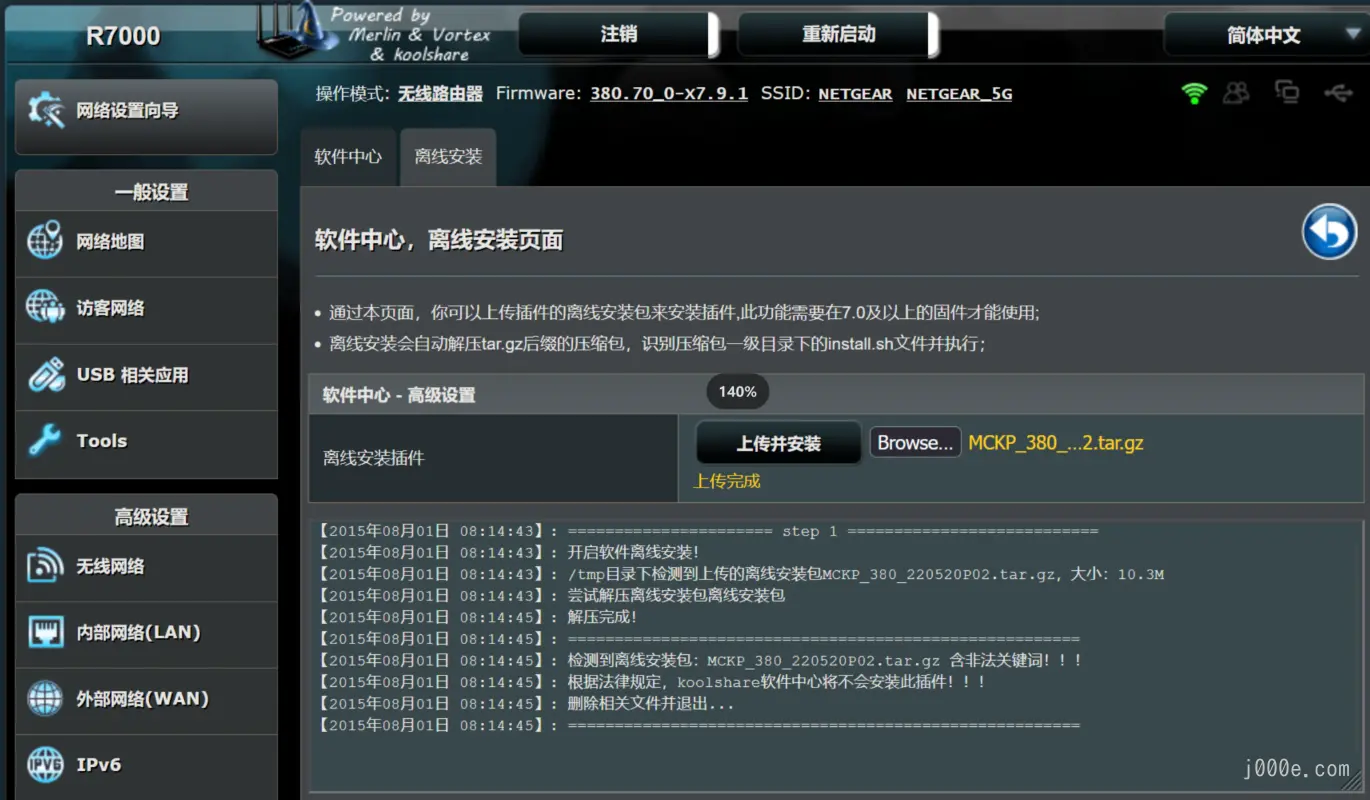 R7000
Powered by
Merlin & Vortex
& koolshare
注销
重新启动
简体中文
操作模式: 无线路由器 Firmware: 380.70_0-X7.9.1 SSID: NETGEAR NETGEAR_5G
网络设置向导
一般设置
网络地图
访客网络
USB 相关应用
Tools
高级设置
无线网络
内部网络(LAN)
外部网络(WAN)
IPv6
IPV6
软件中心
离线安装
软件中心，离线安装页面
• 通过本页面，你可以上传插件的离线安装包来安装插件,此功能需要在7.0及以上的固件才能使用;
• 离线安装会自动解压tar.gz后缀的压缩包，识别压缩包一级目录下的install.sh文件并执行;
软件中心 - 高级设置
140%
离线安装插件
上传并安装
Browse...
MCKP_380_...2.tar.gz
上传完成
【2015年08月01日 08:14:43】: ====================== step 1 ===========================
【2015年08月01日 08:14:43】: 开启软件离线安装!
【2015年08月01日 08:14:43】: /tmp目录下检测到上传的离线安装包MCKP_380_220520P02.tar.gz, 大小: 10.3M
【2015年08月01日 08:14:43】: 尝试解压离线安装包离线安装包
【2015年08月01日 08:14:45】: 解压完成!
【2015年08月01日 08:14:45】: =======================================================
【2015年08月01日 08:14:45】: 检测到离线安装包: MCKP_380_220520P02.tar.gz 含非法关键词!!!
【2015年08月01日 08:14:45】: 根据法律规定, koolshare软件中心将不会安装此插件!!!
【2015年08月01日 08:14:45】: 删除相关文件并退出...
【2015年08月01日 08:14:45】: =======================================================
j000e.com